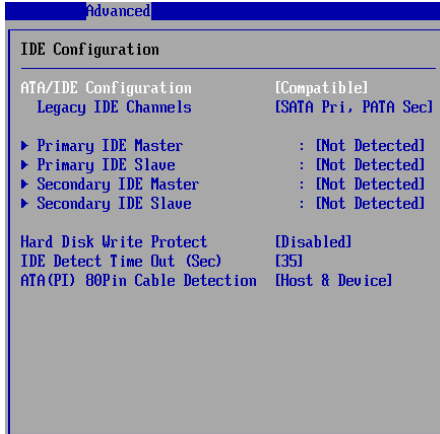 Advanced
IDE Configuration
ATA/IDE Configuration [Compatible]
Legacy IDE Channels [SATA Pri, PATA Sec]
▶ Primary IDE Master : [Not Detected]
▶ Primary IDE Slave : [Not Detected]
▶ Secondary IDE Master : [Not Detected]
▶ Secondary IDE Slave : [Not Detected]
Hard Disk Write Protect [Disabled]
IDE Detect Time Out (Sec) [35]
ATA(PI) 80Pin Cable Detection [Host & Device]